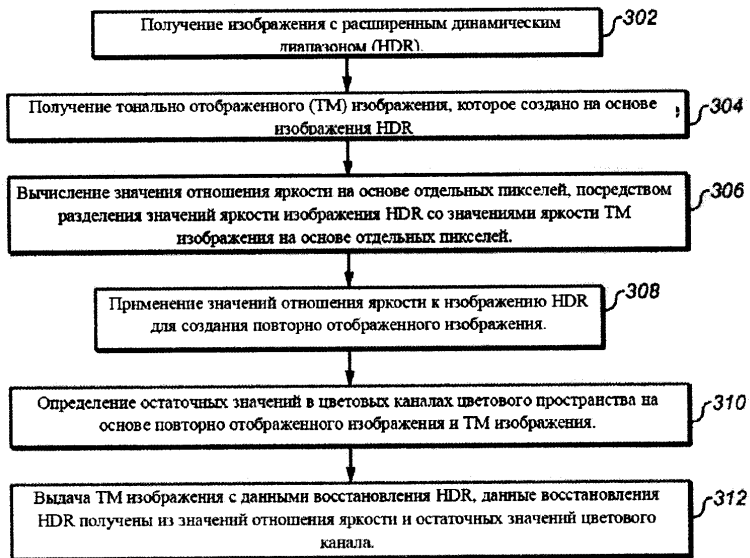 Получение изображения с расширенным динамическим
диапазоном (HDR).
302
Получение тонально отображенного (ТМ) изображения, которое создано на основе
изображения HDR
304
Вычисление значения отношения яркости на основе отдельных пикселей, посредством
разделения значений яркости изображения HDR со значениями яркости ТМ
изображения на основе отдельных пикселей.
306
Применение значений отношения яркости к изображению HDR
для создания повторно отображенного изображения.
308
Определение остаточных значений в цветовых каналах цветового пространства на
основе повторно отображенного изображения и ТМ изображения.
310
Выдача ТМ изображения с данными восстановления HDR, данные восстановления
HDR получены из значений отношения яркости и остаточных значений цветового
канала.
312